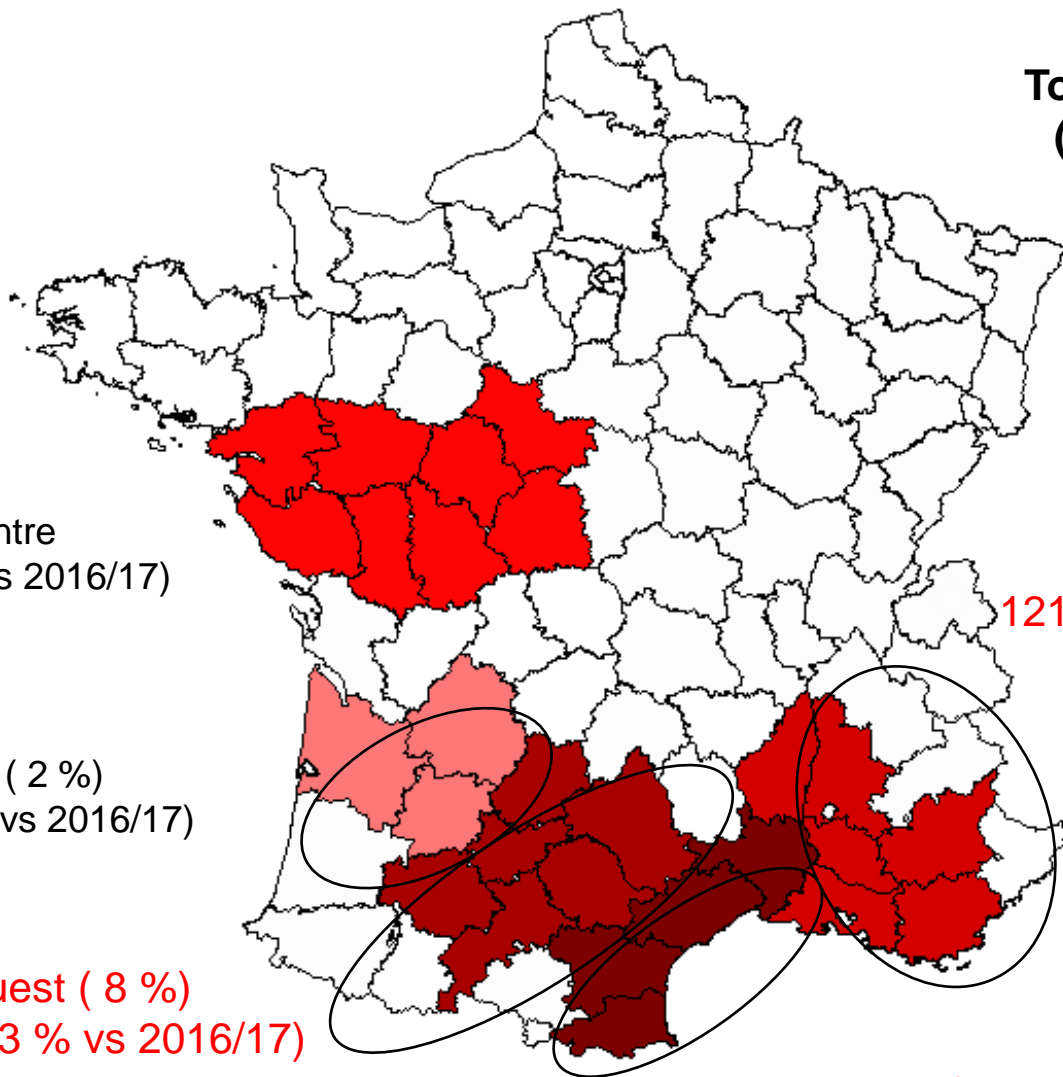 To
(
ntre
s 2016/17)
121
( 2 %)
vs 2016/17)
uest ( 8 %)
3 % vs 2016/17)